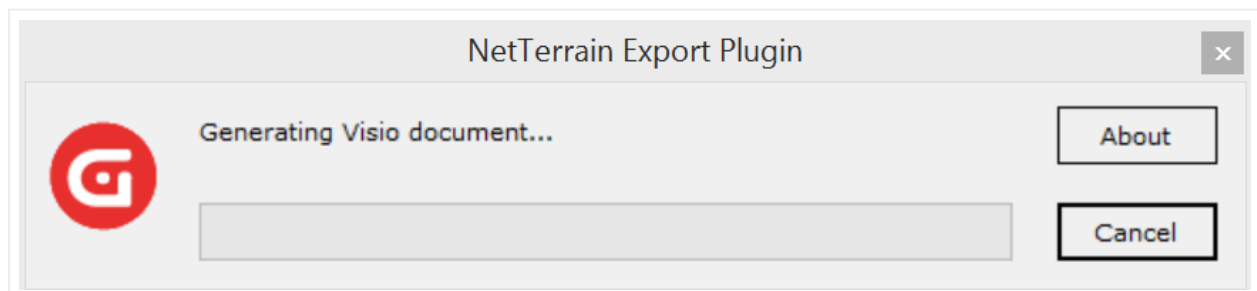 NetTerrain Export Plugin
Generating Visio document...
About
Cancel